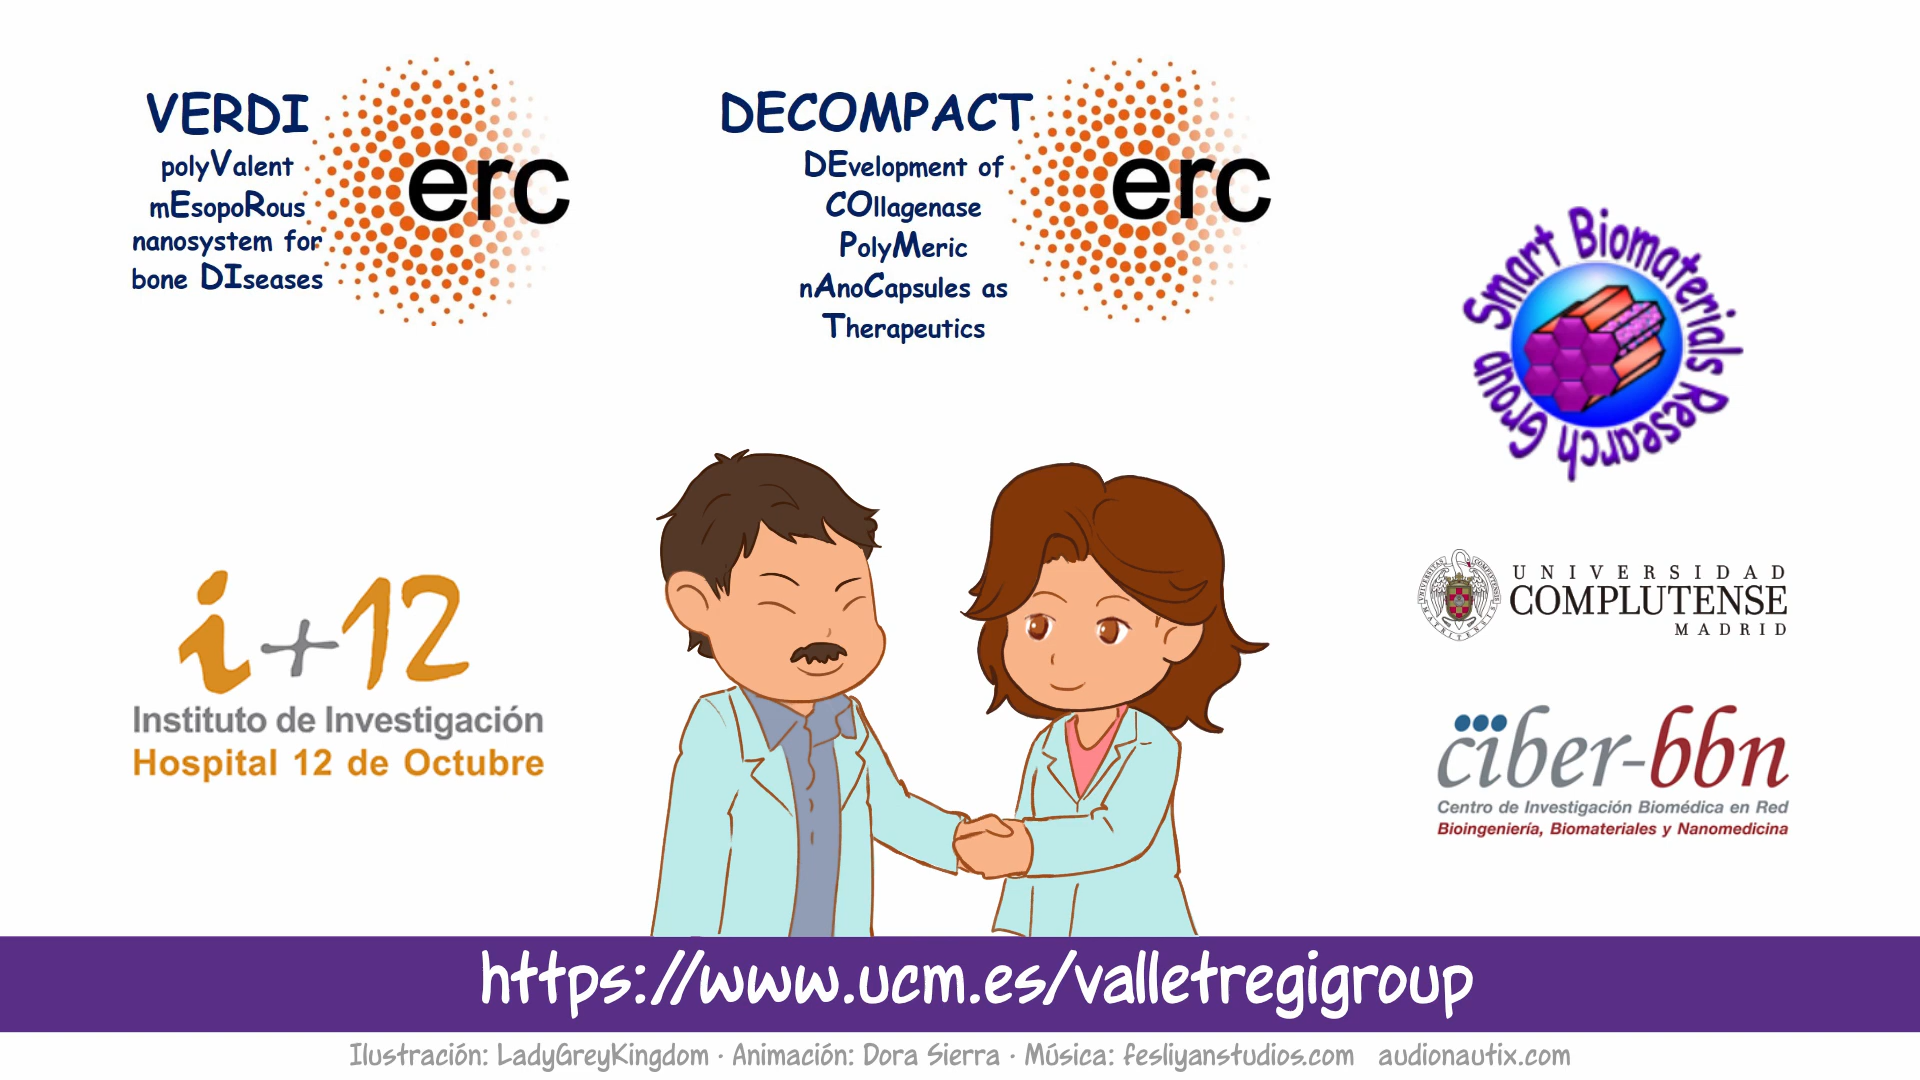 VERDI
polyValent
mEsopoRous
nanosystem for
bone DIseases
erc
DECOMPACT
DEvelopment of
COllagenase
PolyMeric
nAnoCapsules as
Therapeutics
erc
Smart Biomaterials Research Group
i+12
Instituto de Investigación
Hospital 12 de Octubre
UNIVERSIDAD
COMPLUTENSE
MADRID
ciber-bbn
Centro de Investigación Biomédica en Red
Bioingeniería, Biomateriales y Nanomedicina
https://www.ucm.es/valletregigroup
Ilustración: LadyGreyKingdom · Animación: Dora Sierra · Música: fesliyanstudios.com audionautix.com